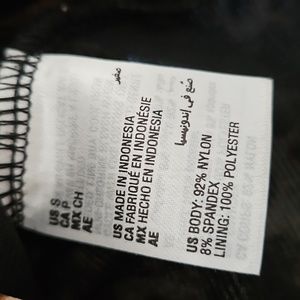 US S
CA P
MX CH
AE صغير
US MADE IN INDONESIA
CA FABRIQUÉ EN INDONÉSIE
MX HECHO EN INDONESIA
AE صنع في إندونيسيا
US BODY: 92% NYLON
8% SPANDEX
LINING: 100% POLYESTER